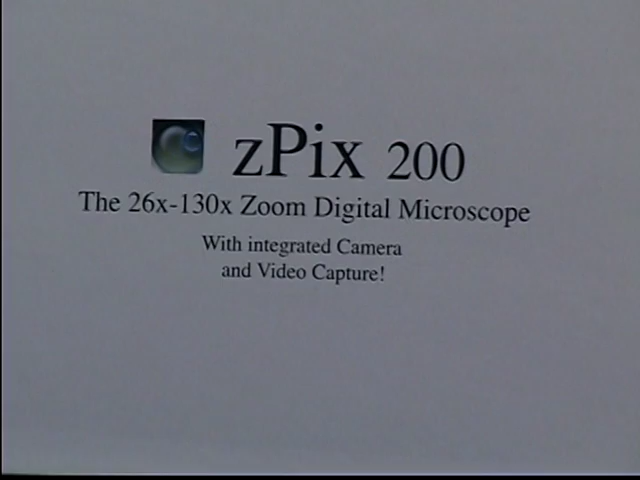 zPix 200
The 26x-130x Zoom Digital Microscope
With integrated Camera
and Video Capture!